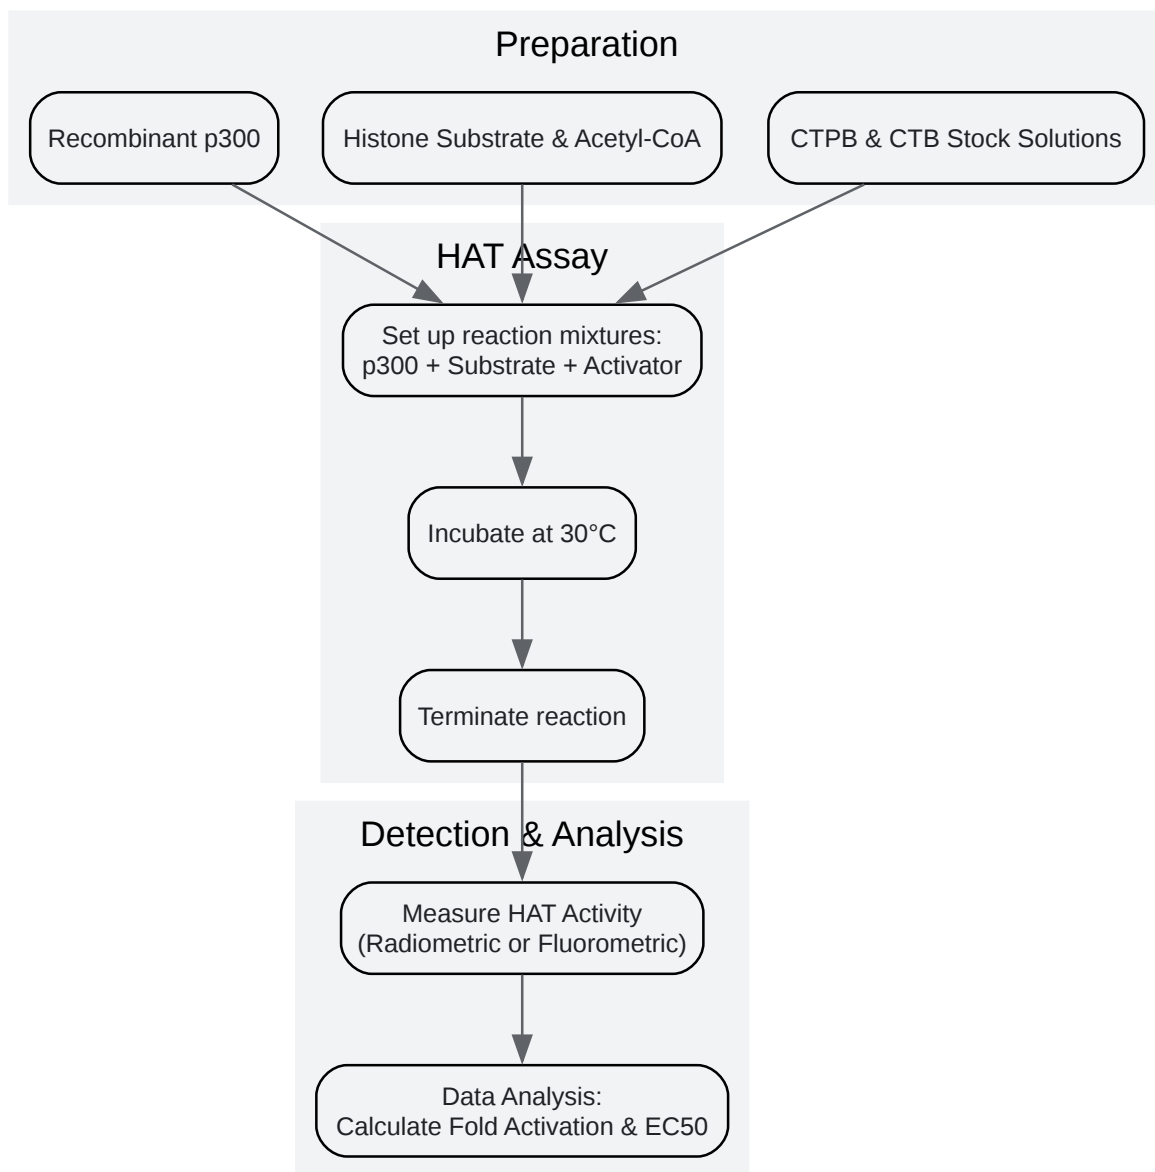 Preparation
Recombinant p300
Histone Substrate & Acetyl-CoA
CTPB & CTB Stock Solutions
HAT Assay
Set up reaction mixtures:
p300 + Substrate + Activator
Incubate at 30°C
Terminate reaction
Detection & Analysis
Measure HAT Activity
(Radiometric or Fluorometric)
Data Analysis:
Calculate Fold Activation & EC50